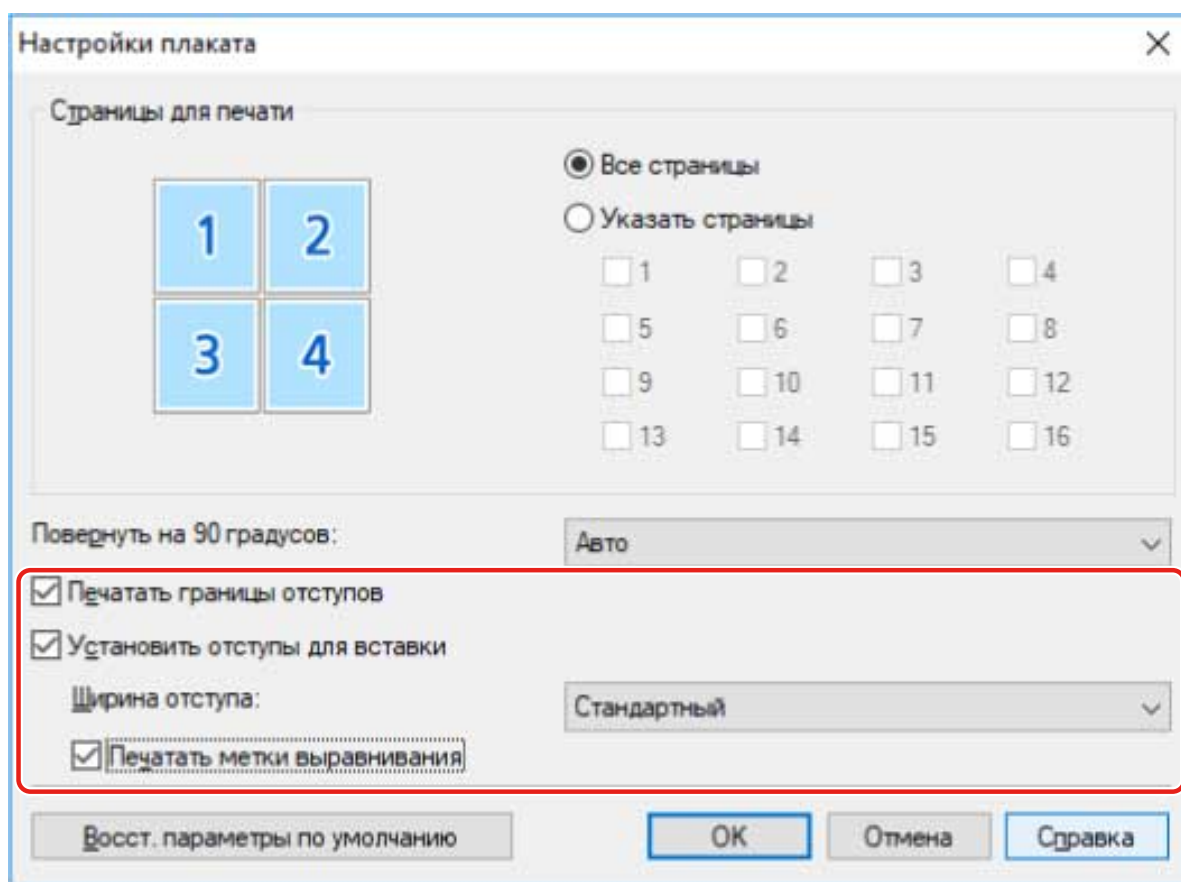 Настройки плаката
Страницы для печати
1 2
3 4
Все страницы
Указать страницы
1 2 3 4
5 6 7 8
9 10 11 12
13 14 15 16
Повернуть на 90 градусов: Авто
Печатать границы отступов
Установить отступы для вставки
Ширина отступа: Стандартный
Печатать метки выравнивания
Восст. параметры по умолчанию OK Отмена Справка